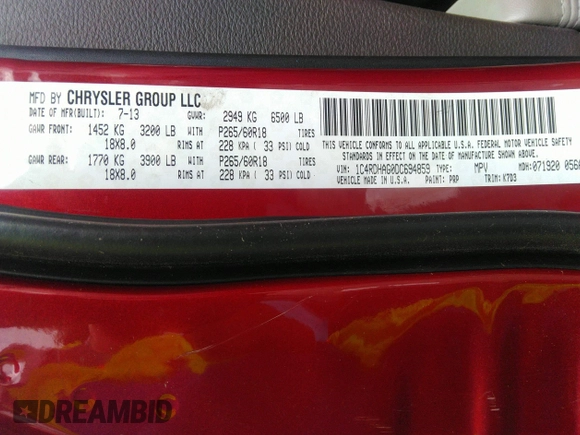 MFD BY CHRYSLER GROUP LLC
DATE OF MFR(BUILT): 7-13 GVWR: 2949 KG 6500 LB
GAWR FRONT: 1452 KG 3200 LB WITH P265/60R18 TIRES
18X8.0 RIMS AT 228 KPA ( 33 PSI) COLD
GAWR REAR: 1770 KG 3900 LB WITH P265/60R18 TIRES
18X8.0 RIMS AT 228 KPA ( 33 PSI) COLD
THIS VEHICLE CONFORMS TO ALL APPLICABLE U.S.A. FEDERAL MOTOR VEHICLE SAFETY
STANDARDS IN EFFECT ON THE DATE OF MANUFACTURE SHOWN ABOVE.
VIN: 1C4RDHAG0DC694859 TYPE: MPV MDH: 071920 056
VEHICLE MADE IN U.S.A. PAINT: PRP TRIM: K7D3
DREAMBID